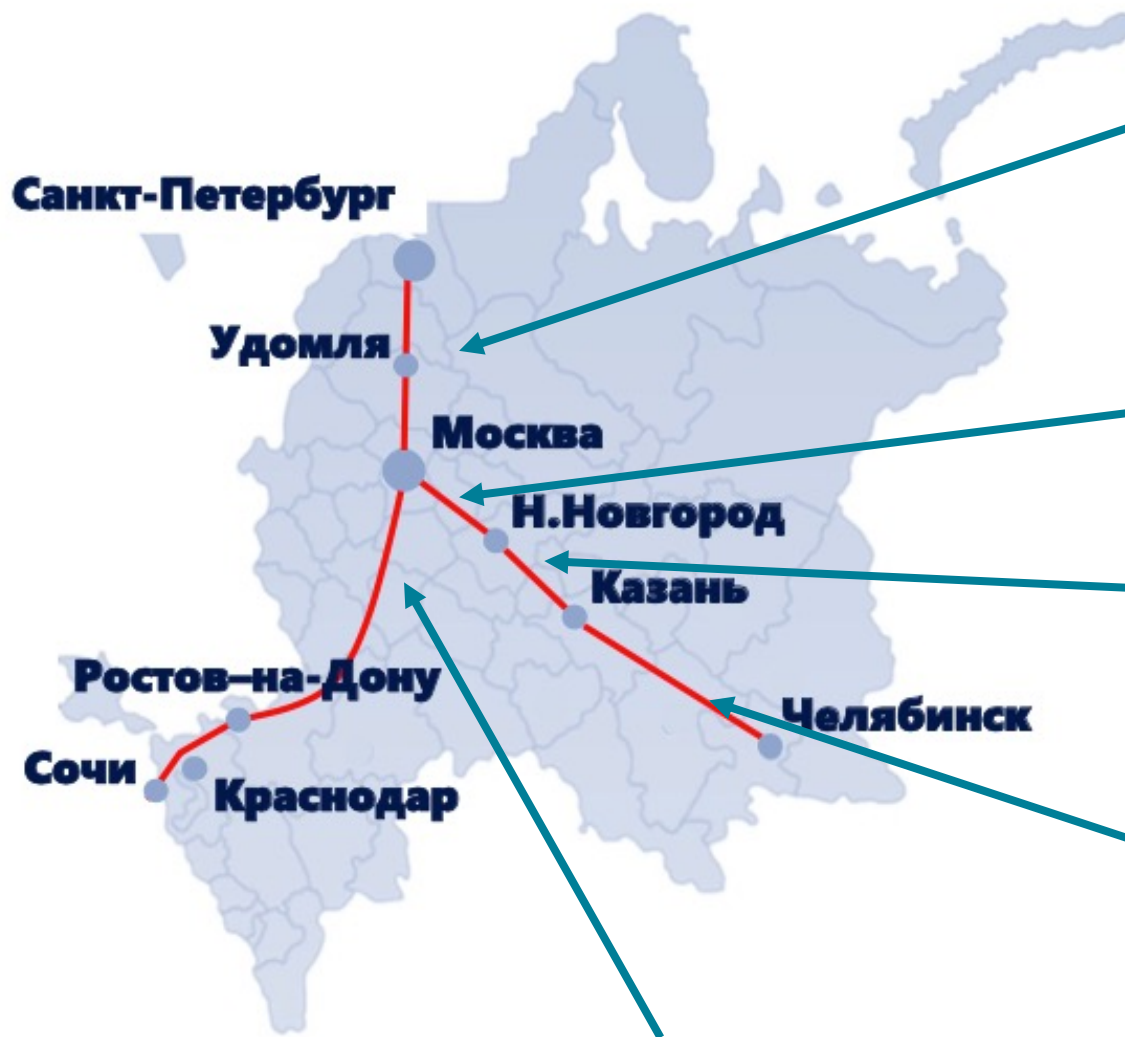 Санкт-Петербург
Удомля
Москва
Н.Новгород
Казань
Ростов–на-Дону
Челябинск
Сочи
Краснодар